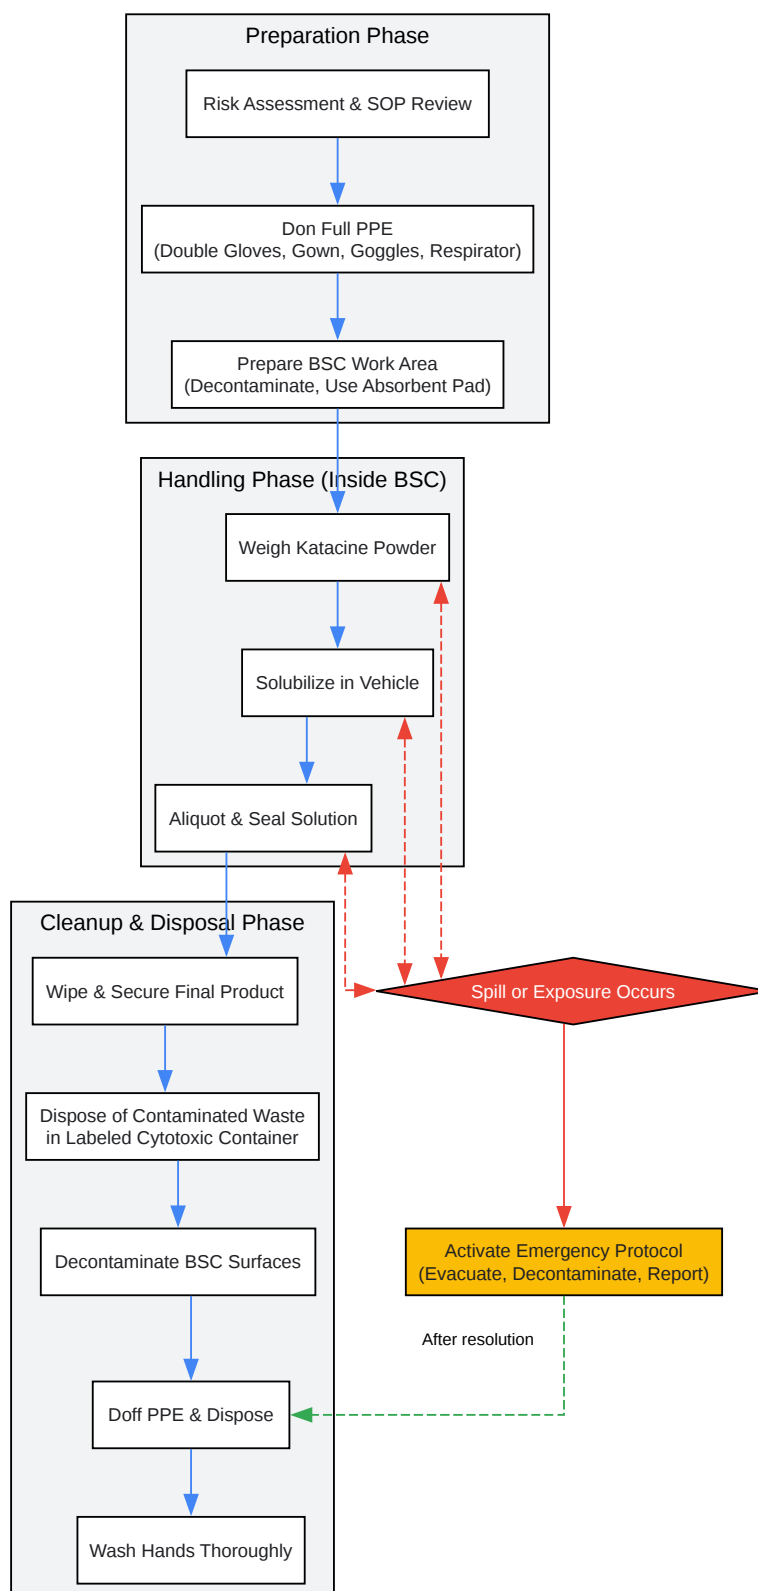 Preparation Phase
Risk Assessment & SOP Review
Don Full PPE
(Double Gloves, Gown, Goggles, Respirator)
Prepare BSC Work Area
(Decontaminate, Use Absorbent Pad)
Handling Phase (Inside BSC)
Weigh Katacine Powder
Solubilize in Vehicle
Aliquot & Seal Solution
Cleanup & Disposal Phase
Wipe & Secure Final Product
Spill or Exposure Occurs
Dispose of Contaminated Waste
in Labeled Cytotoxic Container
Decontaminate BSC Surfaces
Activate Emergency Protocol
(Evacuate, Decontaminate, Report)
After resolution
Doff PPE & Dispose
Wash Hands Thoroughly